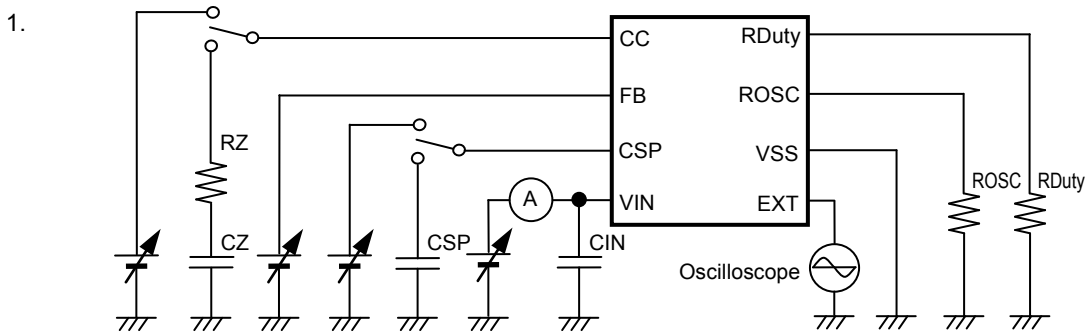 1.
CC RDuty
FB ROSC
CSP VSS
VIN EXT
RZ
CZ
CSP
A
CIN
Oscilloscope
ROSC RDuty